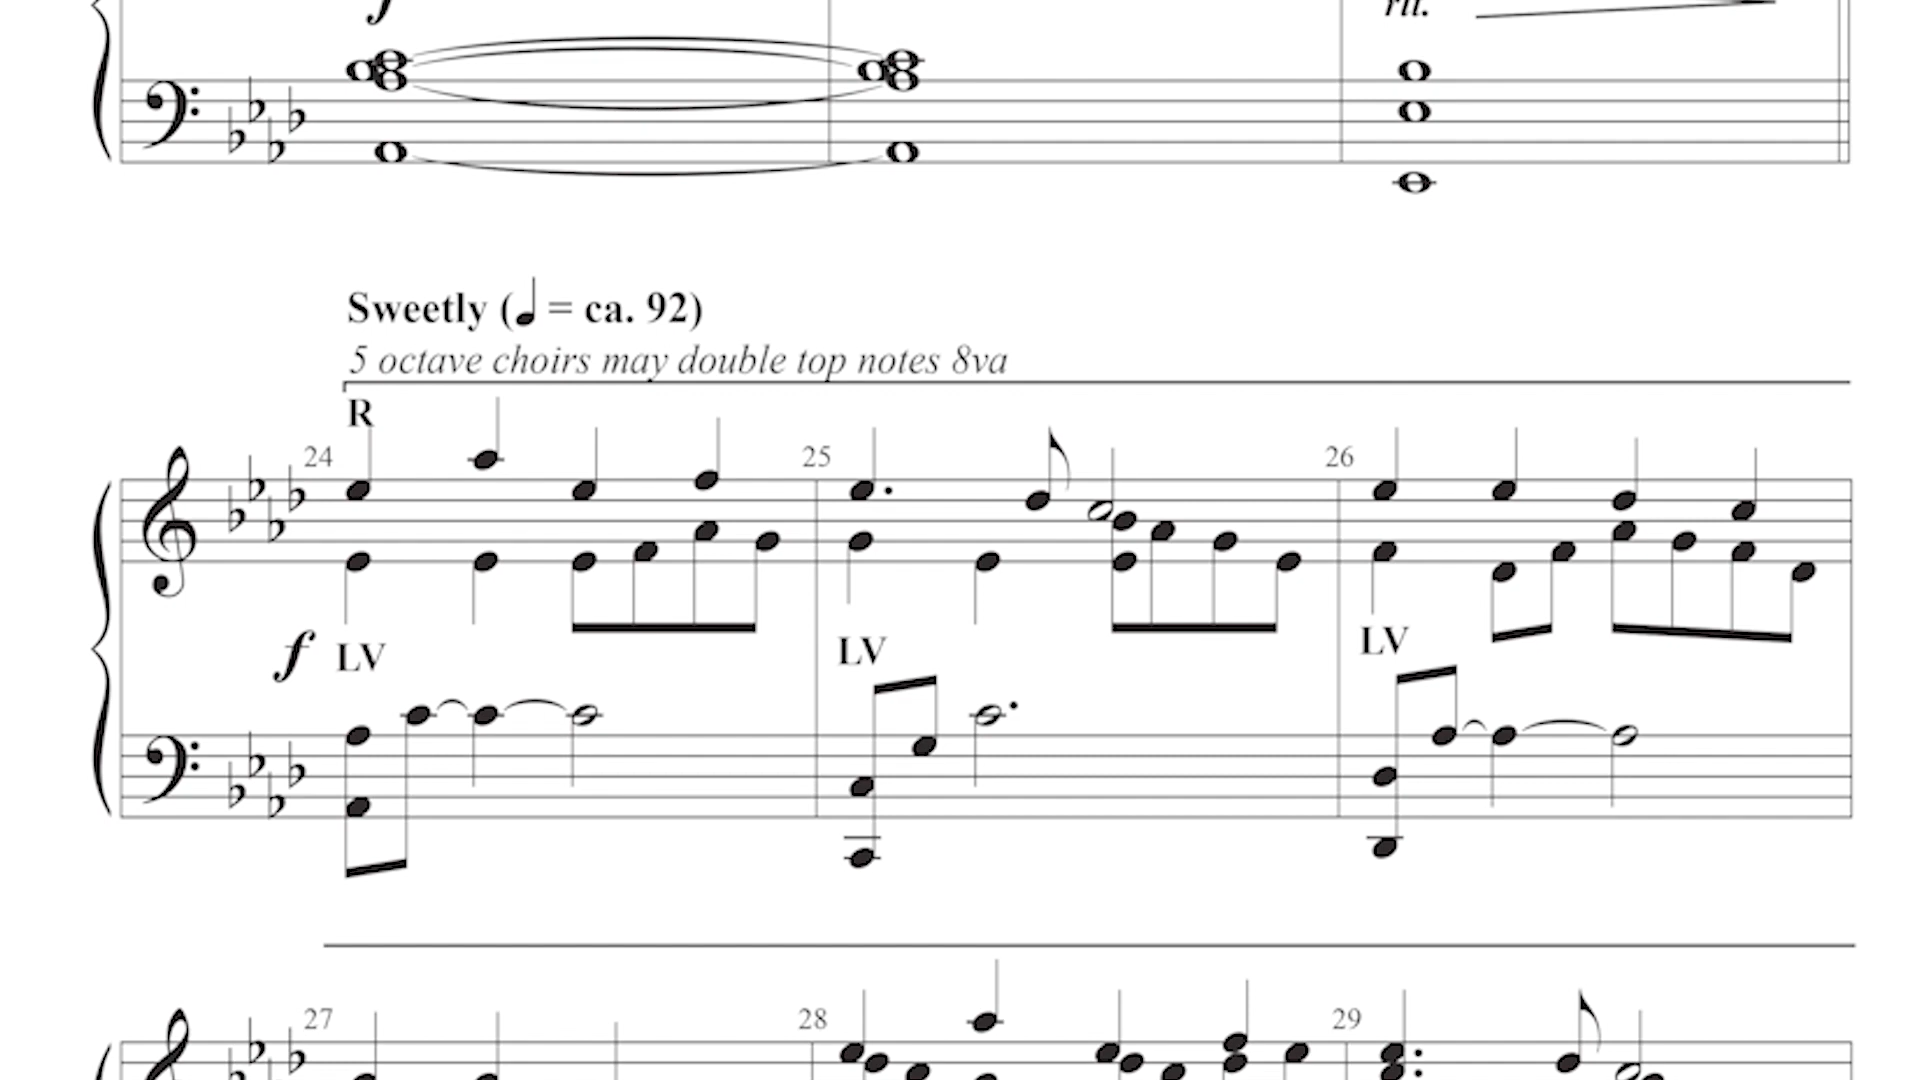 f
rit.
Sweetly (♩ = ca. 92)
5 octave choirs may double top notes 8va
R
24 25 26
f LV LV LV
27 28 29